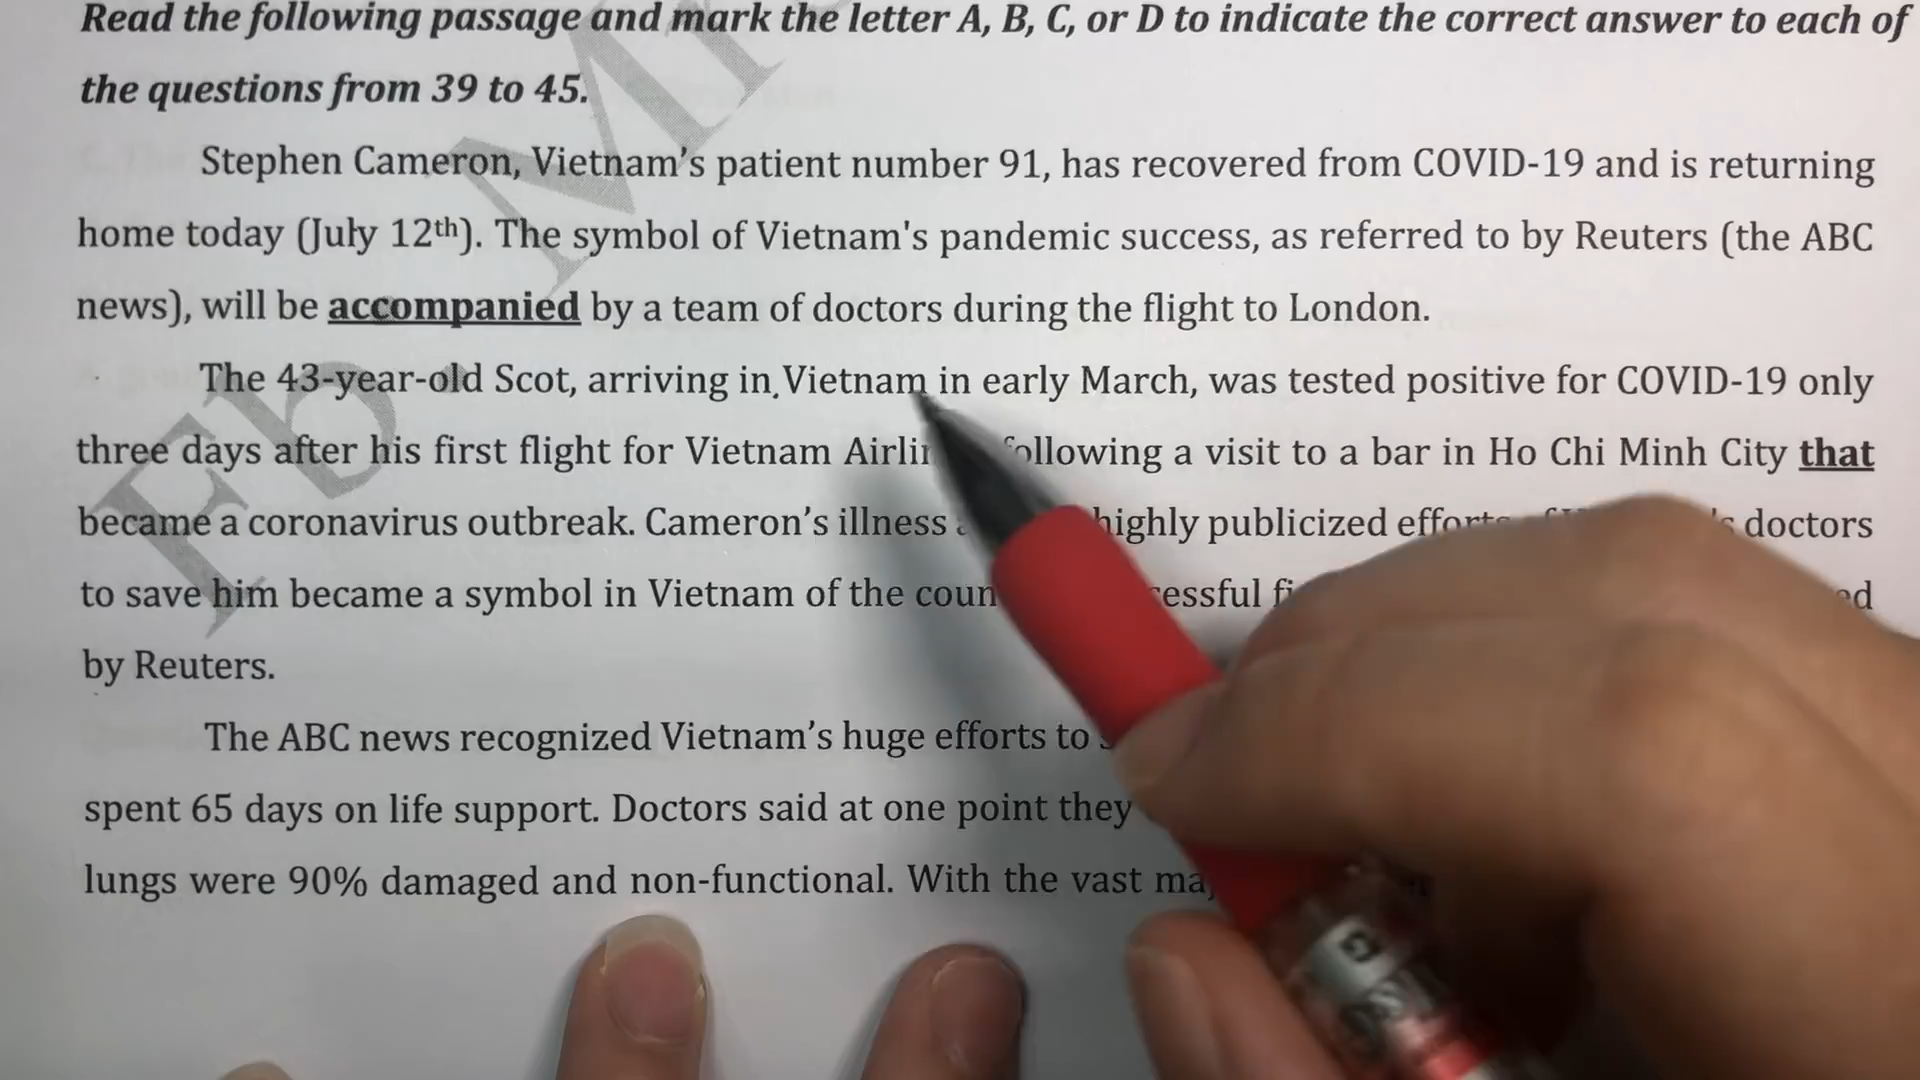 Read the following passage and mark the letter A, B, C, or D to indicate the correct answer to each of
the questions from 39 to 45.
Stephen Cameron, Vietnam’s patient number 91, has recovered from COVID-19 and is returning
home today (July 12th). The symbol of Vietnam's pandemic success, as referred to by Reuters (the ABC
news), will be accompanied by a team of doctors during the flight to London.
The 43-year-old Scot, arriving in Vietnam in early March, was tested positive for COVID-19 only
three days after his first flight for Vietnam following a visit to a bar in Ho Chi Minh City that
became a coronavirus outbreak. Cameron’s illness highly publicized efforts doctors
to save him became a symbol in Vietnam of the
by Reuters.
The ABC news recognized Vietnam’s huge efforts to
spent 65 days on life support. Doctors said at one point they
lungs were 90% damaged and non-functional. With the vast
Fb